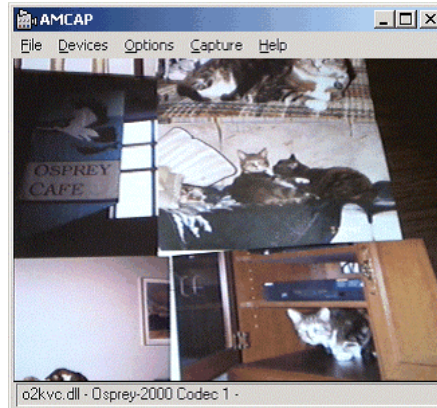 AMCAP
File Devices Options Capture Help
OSPREY
CAFE
o2kvc.dll - Osprey-2000 Codec 1 -